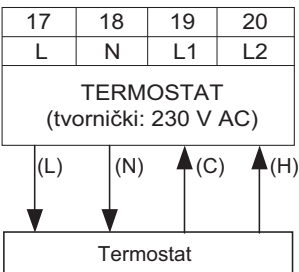 17 18 19 20
L N L1 L2
TERMOSTAT
(tvornički: 230 V AC)
(L) (N) (C) (H)
Termostat